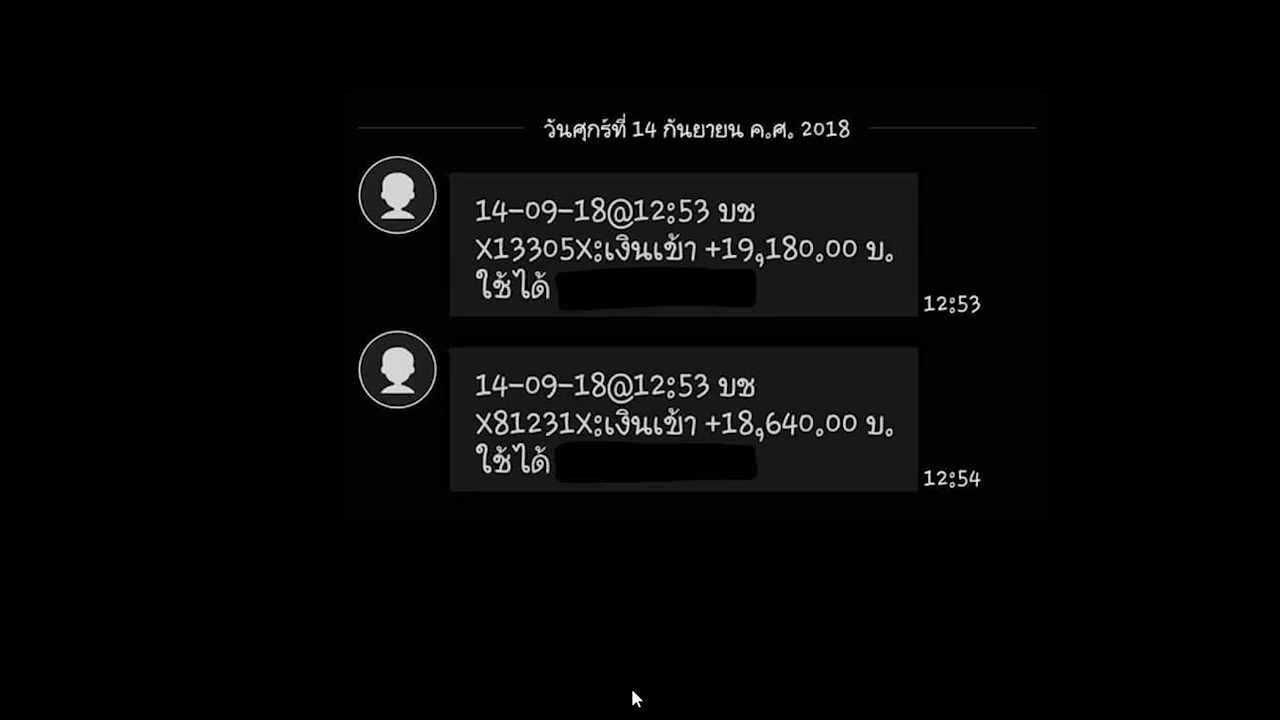 วันศุกร์ที่ 14 กันยายน ค.ศ. 2018
14-09-18@12:53 บช
X13305X:เงินเข้า +19,180.00 บ.
ใช้ได้
12:53
14-09-18@12:53 บช
X81231X:เงินเข้า +18,640.00 บ.
ใช้ได้
12:54